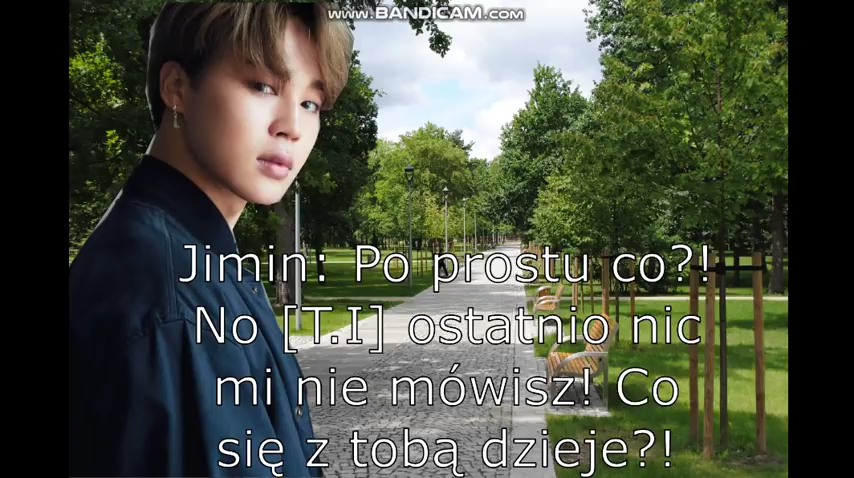 www.BANDICAM.com
Jimin: Po prostu co?!
No [T.I] ostatnio nic
mi nie mówisz! Co
się z tobą dzieje?!